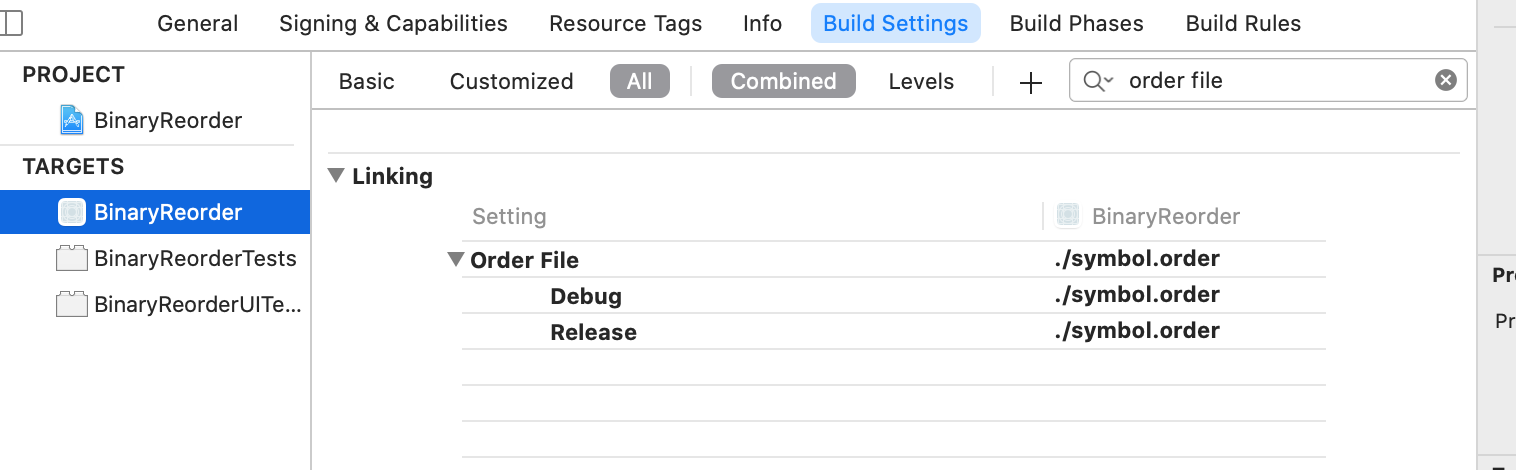 General Signing & Capabilities Resource Tags Info Build Settings Build Phases Build Rules
PROJECT
BinaryReorder
TARGETS
BinaryReorder
BinaryReorderTests
BinaryReorderUITe...
Basic Customized All Combined Levels + order file
Linking
Setting BinaryReorder
Order File ./symbol.order
Debug ./symbol.order
Release ./symbol.order
Pr